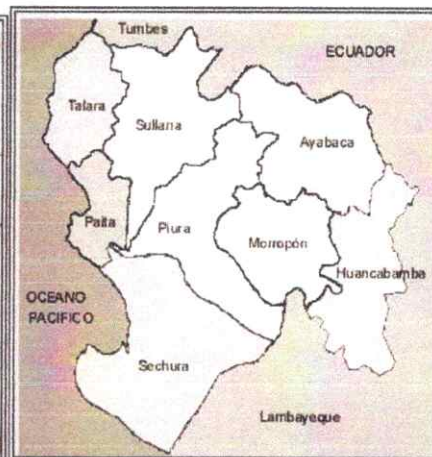 Tumbes
ECUADOR
Talara
Sullana
Ayabaca
Paita
Piura
Morropón
Huancabamba
OCEANO
PACIFICO
Sechura
Lambayeque